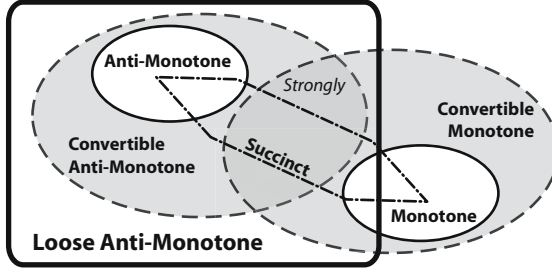 Anti-Monotone
Strongly
Convertible
Monotone
Convertible
Anti-Monotone
Succinct
Monotone
Loose Anti-Monotone